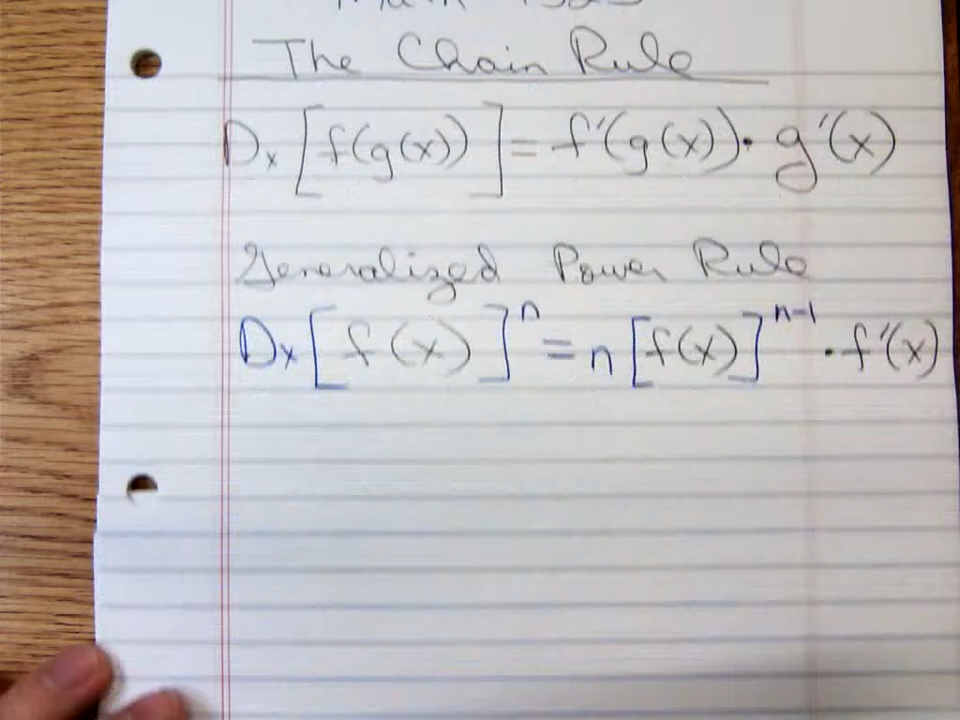 The Chain Rule
Dx [f(g(x))] = f'(g(x)) · g'(x)
Generalized Power Rule
Dx [f(x)]^n = n [f(x)]^n-1 · f'(x)